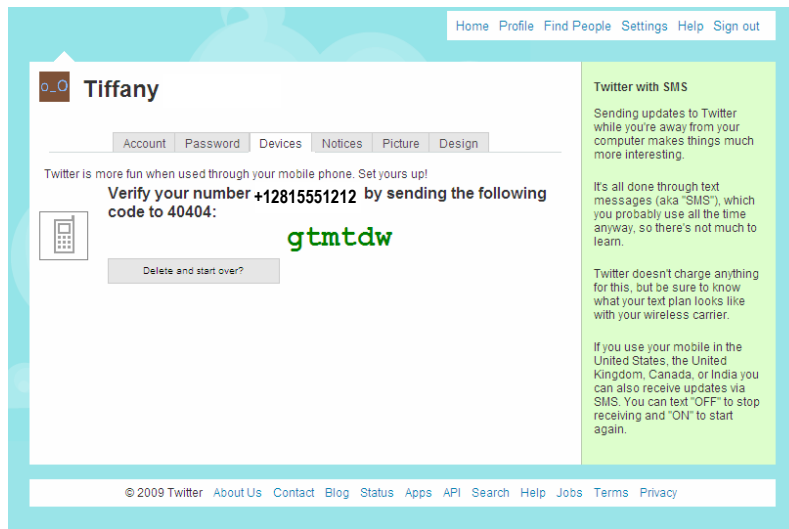 Home Profile Find People Settings Help Sign out
o_O Tiffany
Account Password Devices Notices Picture Design
Twitter is more fun when used through your mobile phone. Set yours up!
Verify your number +12815551212 by sending the following
code to 40404:
gtmtdw
Delete and start over?
Twitter with SMS
Sending updates to Twitter
while you're away from your
computer makes things much
more interesting.
It's all done through text
messages (aka "SMS"), which
you probably use all the time
anyway, so there's not much to
learn.
Twitter doesn't charge anything
for this, but be sure to know
what your text plan looks like
with your wireless carrier.
If you use your mobile in the
United States, the United
Kingdom, Canada, or India you
can also receive updates via
SMS. You can text "OFF" to stop
receiving and "ON" to start
again.
© 2009 Twitter About Us Contact Blog Status Apps API Search Help Jobs Terms Privacy